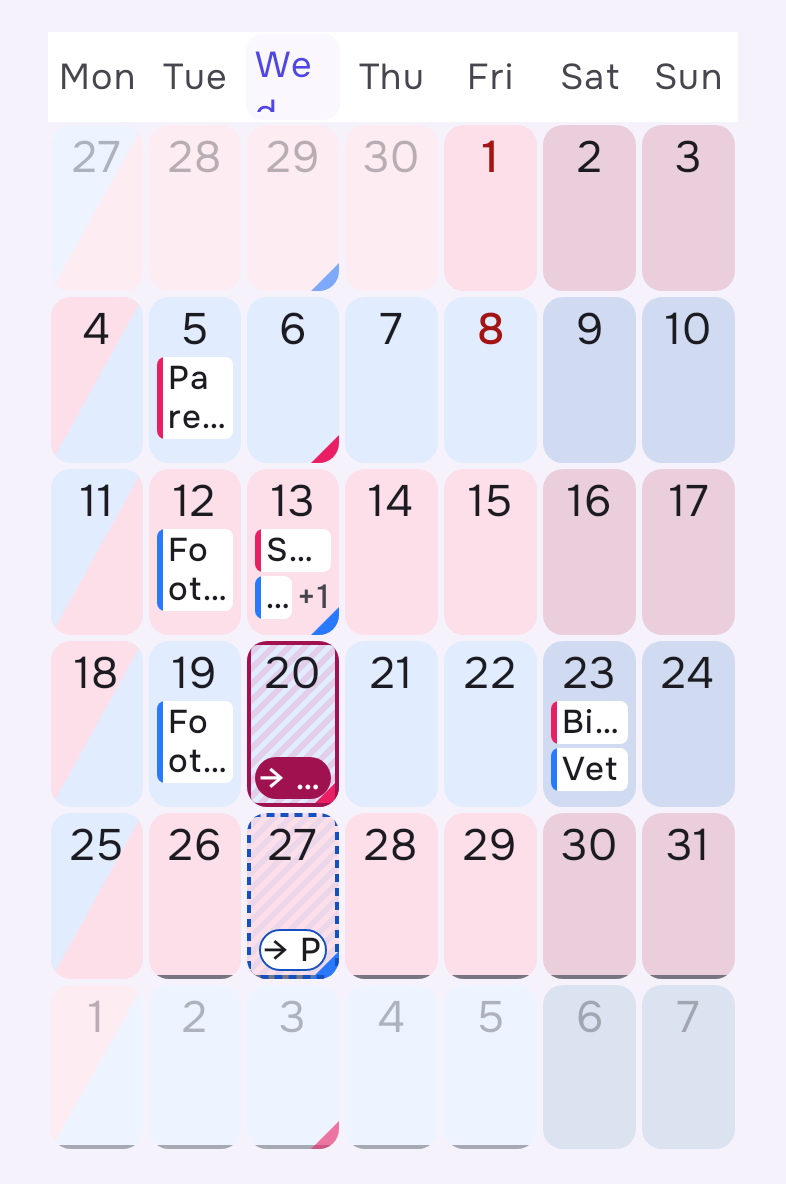 Mon Tue We Thu Fri Sat Sun
d
27 28 29 30 1 2 3
4 5 6 7 8 9 10
Pa
re...
11 12 13 14 15 16 17
Fo S...
ot... ... +1
18 19 20 21 22 23 24
Fo Bi...
ot... → ... Vet
25 26 27 28 29 30 31
→ P
1 2 3 4 5 6 7